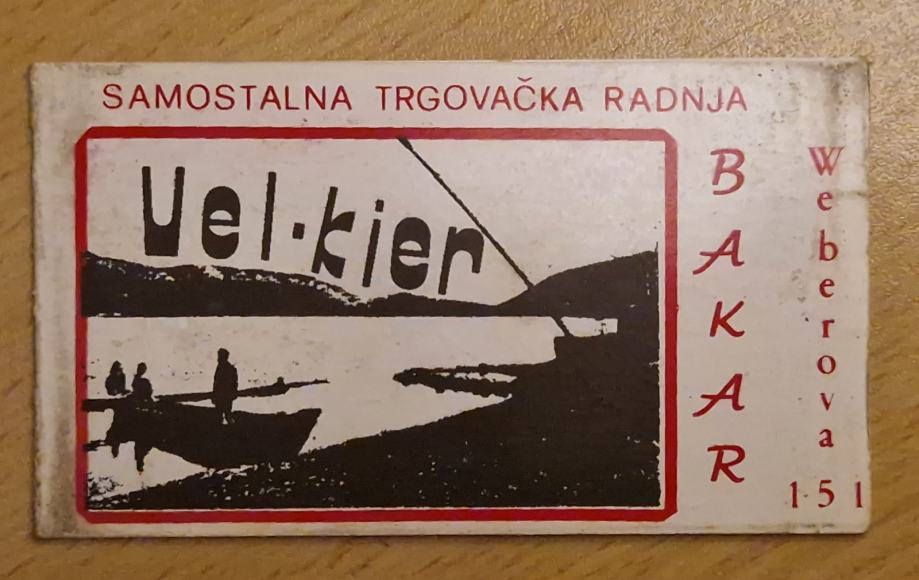 SAMOSTALNA TRGOVAČKA RADNJA
Vel-kier
BAKAR
Weberova 151